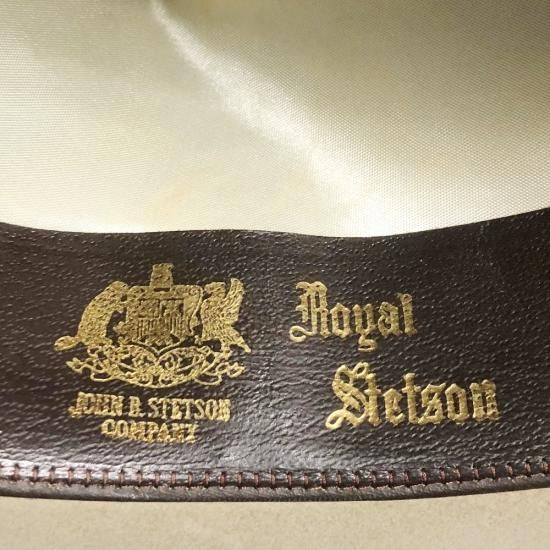 JOHN B. STETSON
COMPANY
Royal
Stetson